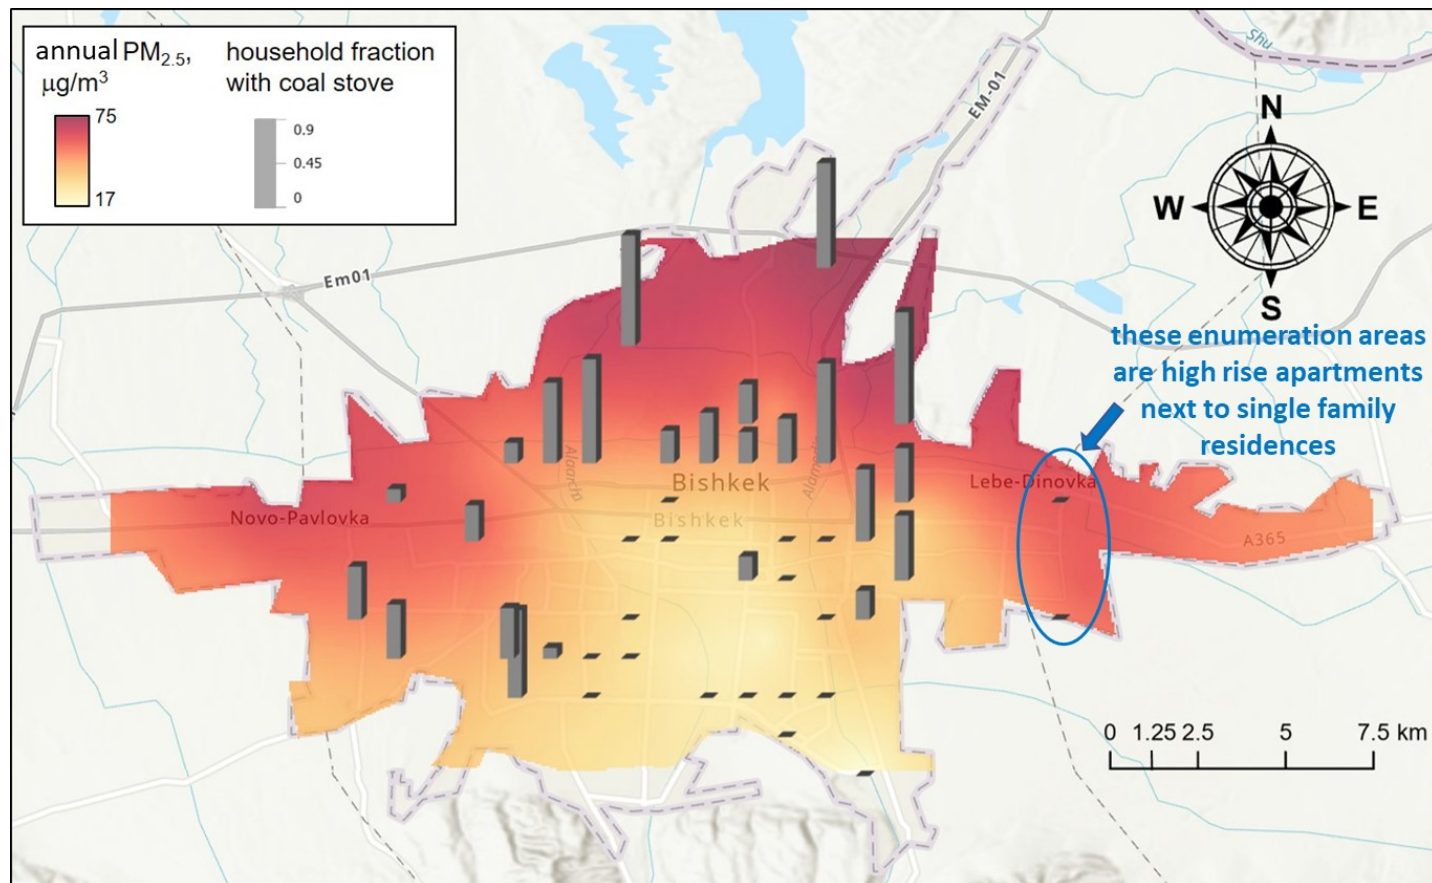 annual PM2.5,
μg/m³
75
17
household fraction
with coal stove
0.9
0.45
0
EM-01
Shu
N
W
E
S
Em01
these enumeration areas
are high rise apartments
next to single family
residences
Alaarchi
Bishkek
Lebe-Dinovka
Novo-Pavlovka
Bishkek
A365
0 1.25 2.5 5 7.5 km